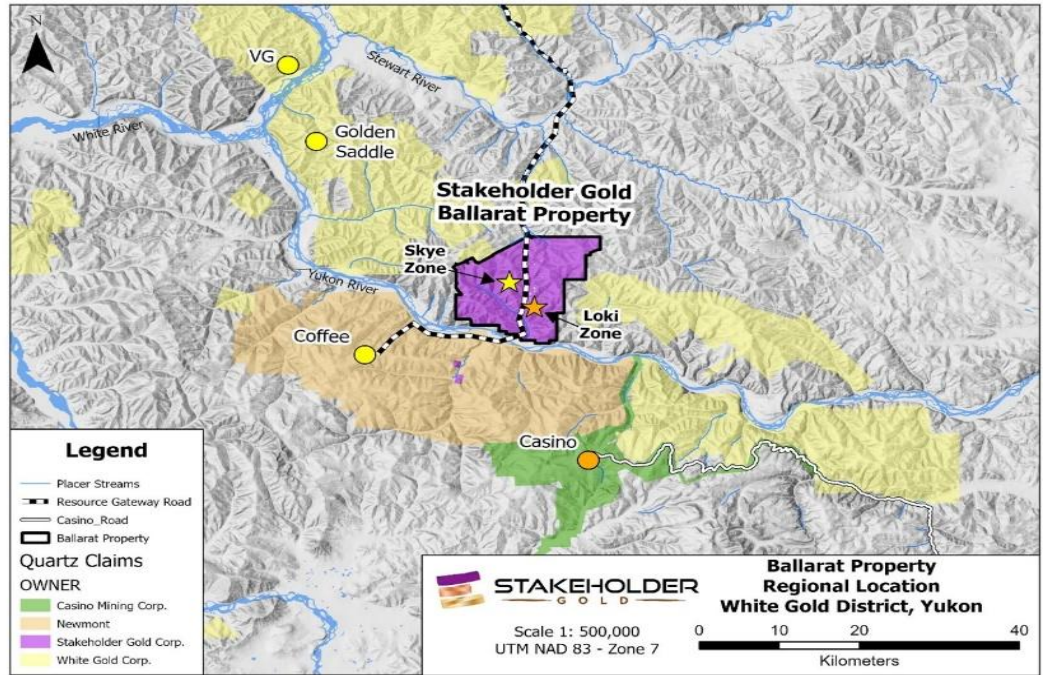 N
VG
Stewart River
White River
Golden
Saddle
Stakeholder Gold
Ballarat Property
Skye
Zone
Yukon River
Loki
Zone
Coffee
Casino
Legend
Placer Streams
Resource Gateway Road
Casino_Road
Ballarat Property
Quartz Claims
OWNER
Casino Mining Corp.
Newmont
Stakeholder Gold Corp.
White Gold Corp.
STAKEHOLDER
GOLD
Scale 1: 500,000
UTM NAD 83 - Zone 7
Ballarat Property
Regional Location
White Gold District, Yukon
0 10 20 40
Kilometers